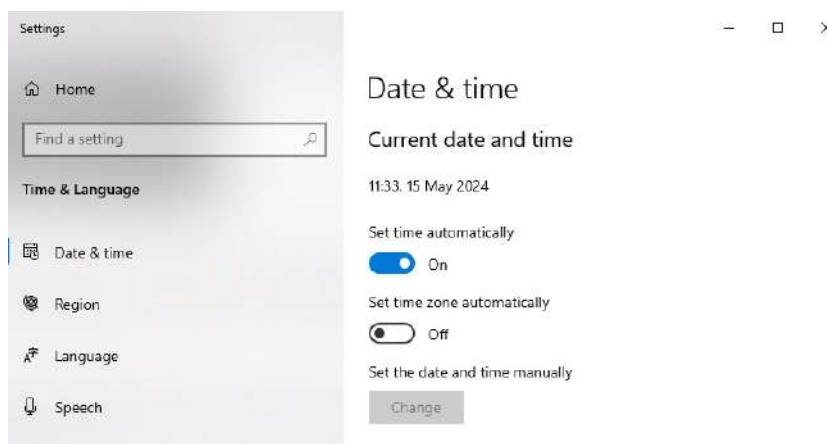 Settings
Home
Find a setting
Time & Language
Date & time
Region
Language
Speech
Date & time
Current date and time
11:33. 15 May 2024
Set time automatically
On
Set time zone automatically
Off
Set the date and time manually
Change